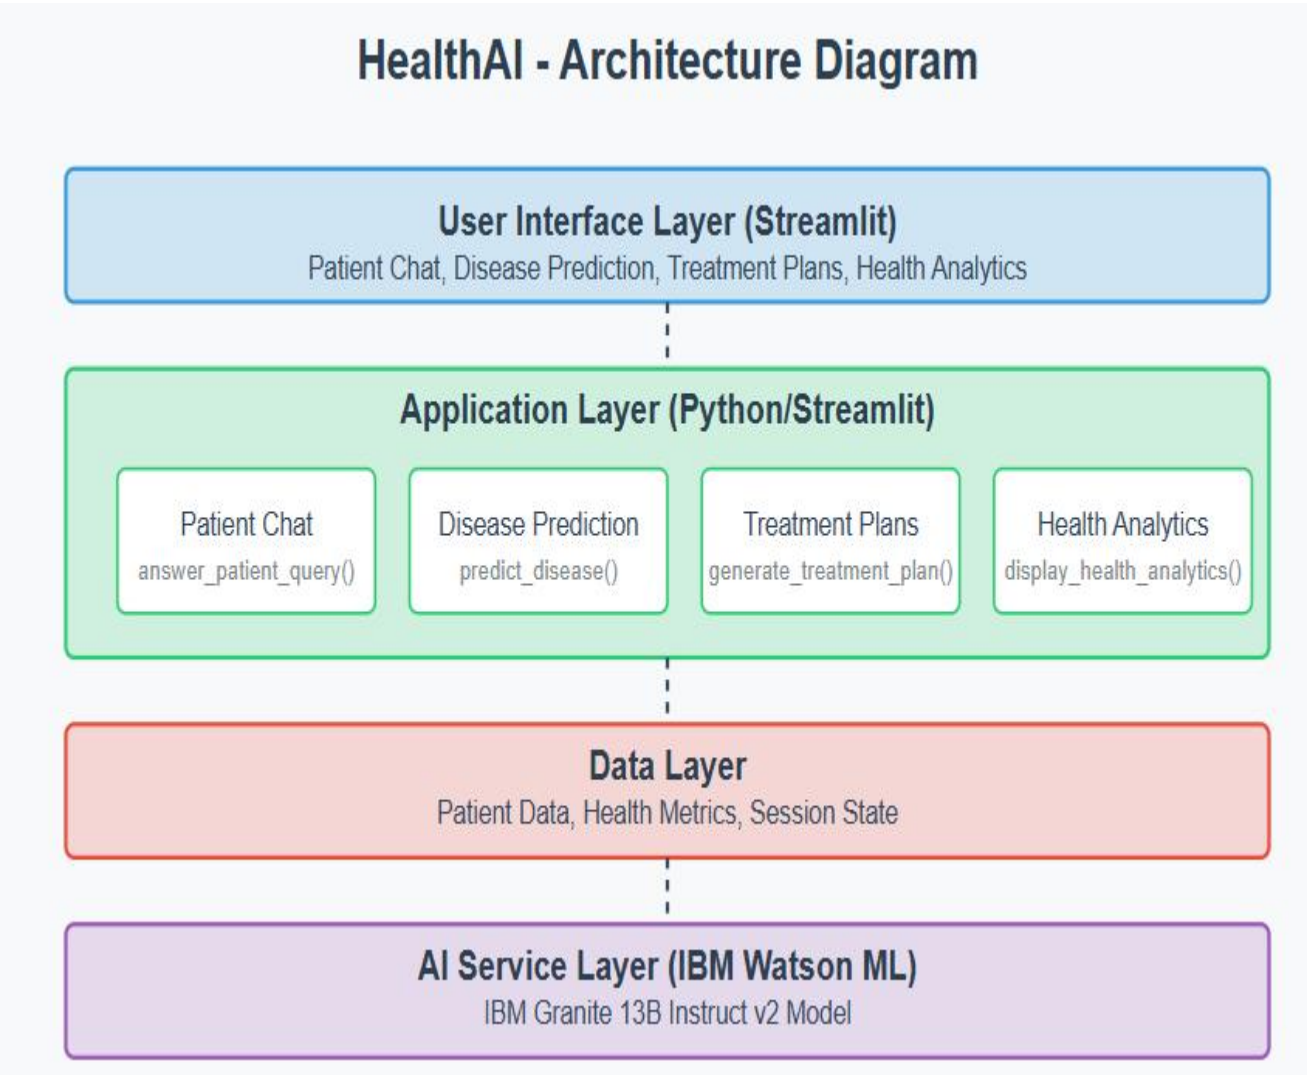 HealthAI - Architecture Diagram
User Interface Layer (Streamlit)
Patient Chat, Disease Prediction, Treatment Plans, Health Analytics
Application Layer (Python/Streamlit)
Patient Chat
answer_patient_query()
Disease Prediction
predict_disease()
Treatment Plans
generate_treatment_plan()
Health Analytics
display_health_analytics()
Data Layer
Patient Data, Health Metrics, Session State
AI Service Layer (IBM Watson ML)
IBM Granite 13B Instruct v2 Model